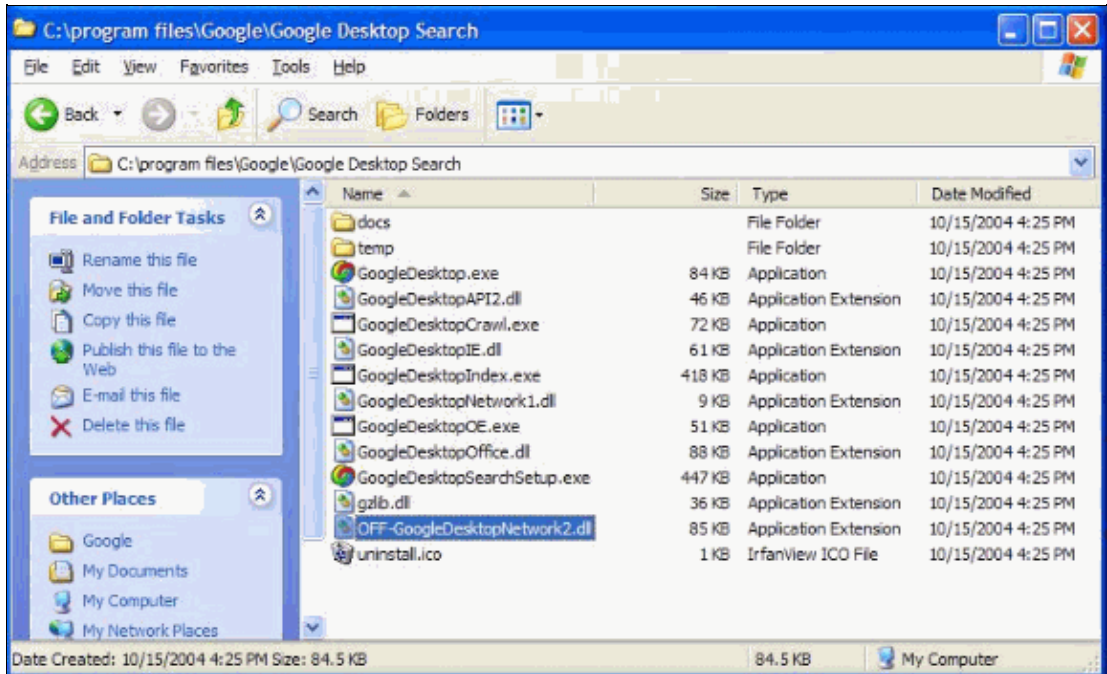 C:\program files\Google\Google Desktop Search
File Edit View Favorites Tools Help
Back Search Folders
Address C:\program files\Google\Google Desktop Search
File and Folder Tasks
Rename this file
Move this file
Copy this file
Publish this file to the
Web
E-mail this file
Delete this file
Other Places
Google
My Documents
My Computer
My Network Places
Name Size Type Date Modified
docs File Folder 10/15/2004 4:25 PM
temp File Folder 10/15/2004 4:25 PM
GoogleDesktop.exe 84 KB Application 10/15/2004 4:25 PM
GoogleDesktopAPI2.dll 46 KB Application Extension 10/15/2004 4:25 PM
GoogleDesktopCrawl.exe 72 KB Application 10/15/2004 4:25 PM
GoogleDesktopIE.dll 61 KB Application Extension 10/15/2004 4:25 PM
GoogleDesktopIndex.exe 418 KB Application 10/15/2004 4:25 PM
GoogleDesktopNetwork1.dll 9 KB Application Extension 10/15/2004 4:25 PM
GoogleDesktopOE.exe 51 KB Application 10/15/2004 4:25 PM
GoogleDesktopOffice.dll 88 KB Application Extension 10/15/2004 4:25 PM
GoogleDesktopSearchSetup.exe 447 KB Application 10/15/2004 4:25 PM
gzlib.dll 36 KB Application Extension 10/15/2004 4:25 PM
OFF-GoogleDesktopNetwork2.dll 85 KB Application Extension 10/15/2004 4:25 PM
uninstall.ico 1 KB IrfanView ICO File 10/15/2004 4:25 PM
Date Created: 10/15/2004 4:25 PM Size: 84.5 KB 84.5 KB My Computer